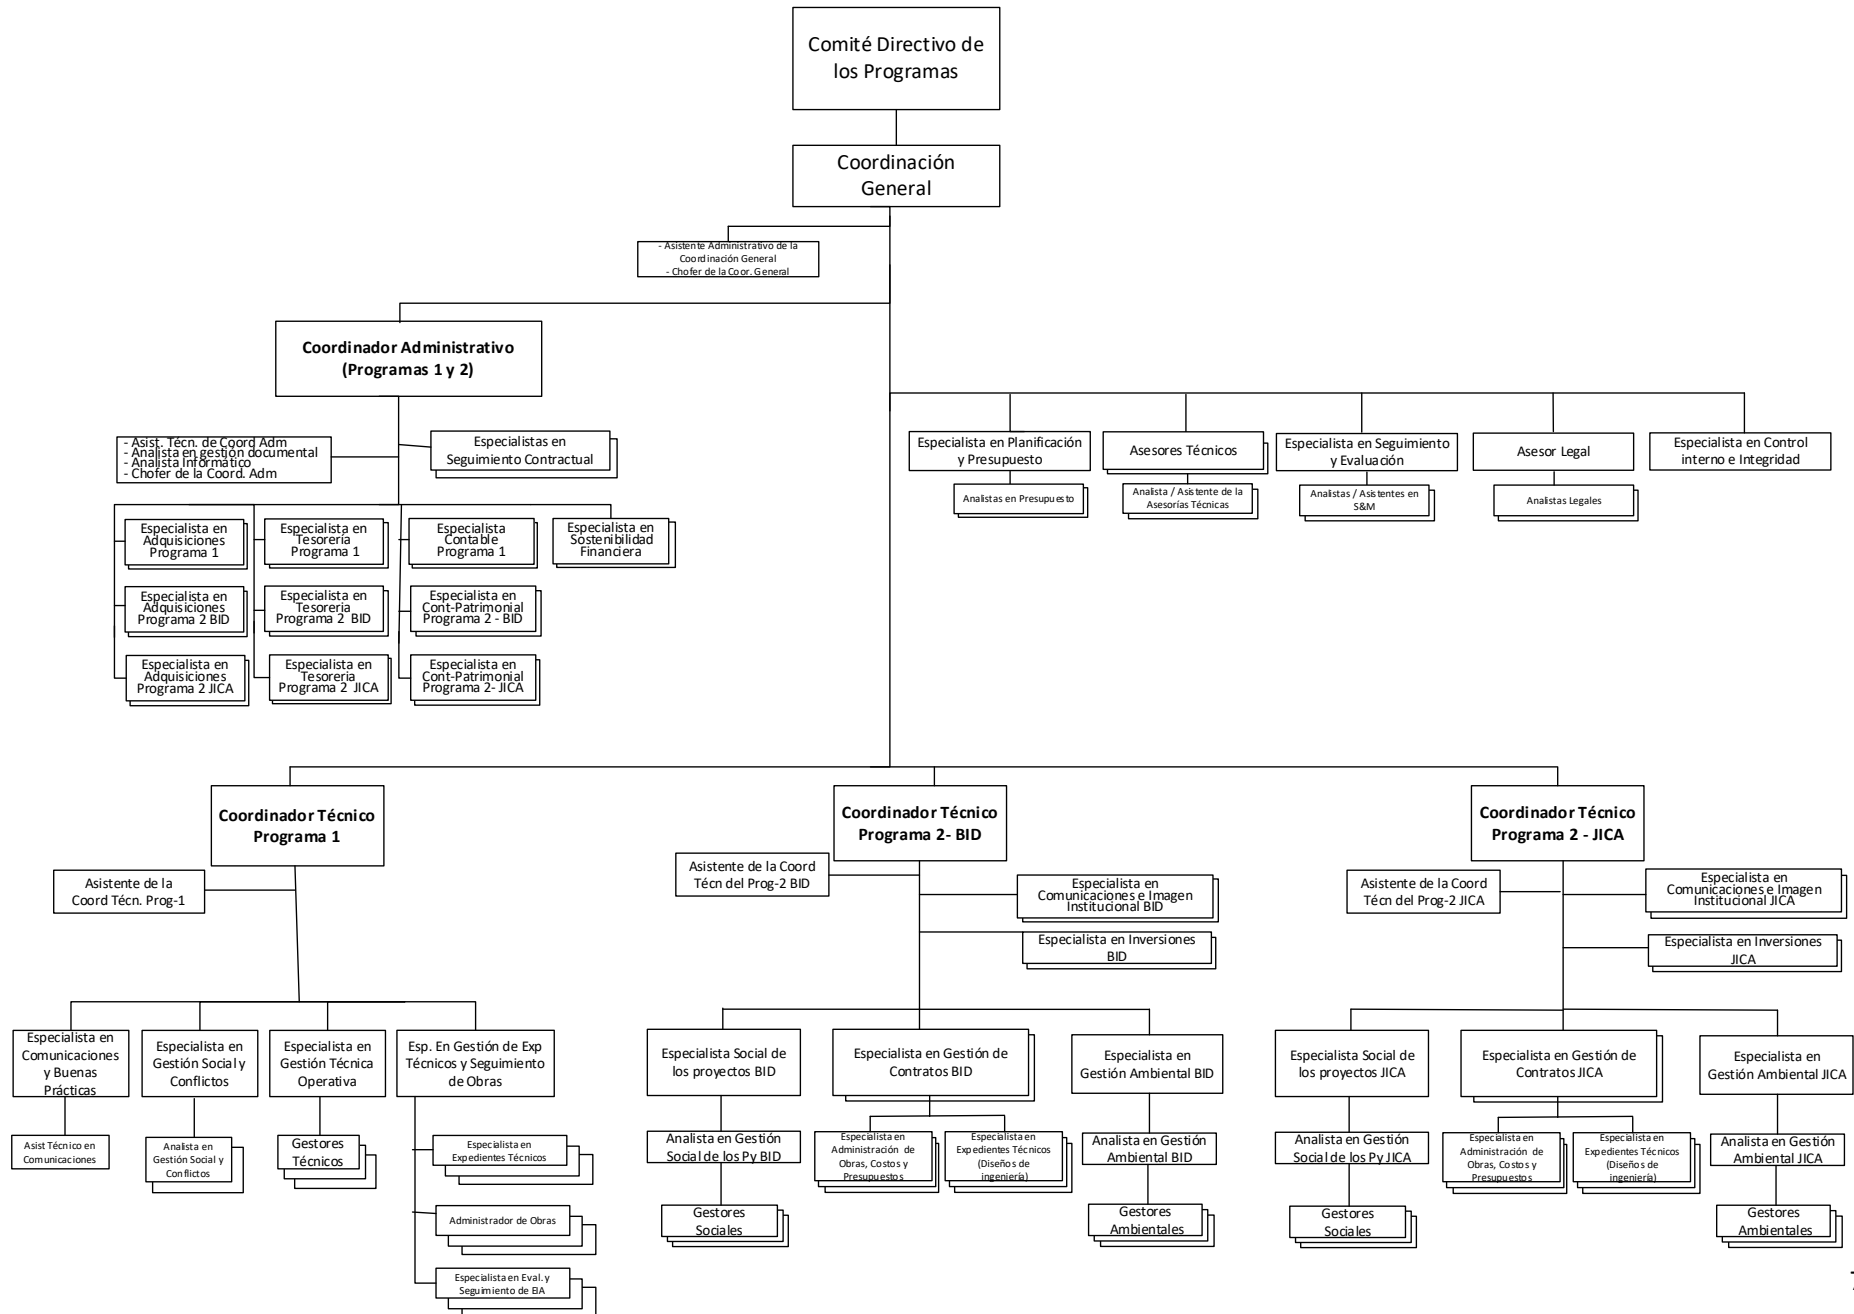 Comité Directivo de
los Programas
Coordinación
General
- Asistente Administrativo de la
Coordinación General
- Chofer de la Coor. General
Coordinador Administrativo
(Programas 1 y 2)
- Asist. Técn. de Coord Adm
- Analista en gestión documental
- Analista Informático
- Chofer de la Coord. Adm
Especialistas en
Seguimiento Contractual
Especialista en Planificación
y Presupuesto
Asesores Técnicos
Especialista en Seguimiento
y Evaluación
Asesor Legal
Especialista en Control
interno e Integridad
Analistas en Presupuesto
Analista / Asistente de la
Asesorías Técnicas
Analistas / Asistentes en
S&M
Analistas Legales
Especialista en
Adquisiciones
Programa 1
Especialista en
Tesorería
Programa 1
Especialista
Contable
Programa 1
Especialista en
Sostenibilidad
Financiera
Especialista en
Adquisiciones
Programa 2 BID
Especialista en
Tesoreria
Programa 2 BID
Especialista en
Cont-Patrimonial
Programa 2 - BID
Especialista en
Adquisiciones
Programa 2 JICA
Especialista en
Tesoreria
Programa 2 JICA
Especialista en
Cont-Patrimonial
Programa 2- JICA
Coordinador Técnico
Programa 1
Coordinador Técnico
Programa 2- BID
Coordinador Técnico
Programa 2 - JICA
Asistente de la
Coord Técn. Prog-1
Asistente de la Coord
Técn del Prog-2 BID
Especialista en
Comunicaciones e Imagen
Institucional BID
Especialista en Inversiones
BID
Asistente de la Coord
Técn del Prog-2 JICA
Especialista en
Comunicaciones e Imagen
Institucional JICA
Especialista en Inversiones
JICA
Especialista en
Comunicaciones
y Buenas
Prácticas
Especialista en
Gestión Social y
Conflictos
Especialista en
Gestión Técnica
Operativa
Esp. En Gestión de Exp
Técnicos y Seguimiento
de Obras
Asist Técnico en
Comunicaciones
Analista en
Gestión Social y
Conflictos
Gestores
Técnicos
Especialista en
Expedientes Técnicos
Administrador de Obras
Especialista en Eval. y
Seguimiento de EIA
Especialista Social de
los proyectos BID
Especialista en Gestión de
Contratos BID
Especialista en
Gestión Ambiental BID
Analista en Gestión
Social de los Py BID
Especialista en
Administración de
Obras, Costos y
Presupuestos
Especialista en
Expedientes Técnicos
(Diseños de
ingeniería)
Analista en Gestión
Ambiental BID
Gestores
Sociales
Gestores
Ambientales
Especialista Social de
los proyectos JICA
Especialista en Gestión de
Contratos JICA
Especialista en
Gestión Ambiental JICA
Analista en Gestión
Social de los Py JICA
Especialista en
Administración de
Obras, Costos y
Presupuestos
Especialista en
Expedientes Técnicos
(Diseños de
ingeniería)
Analista en Gestión
Ambiental JICA
Gestores
Sociales
Gestores
Ambientales